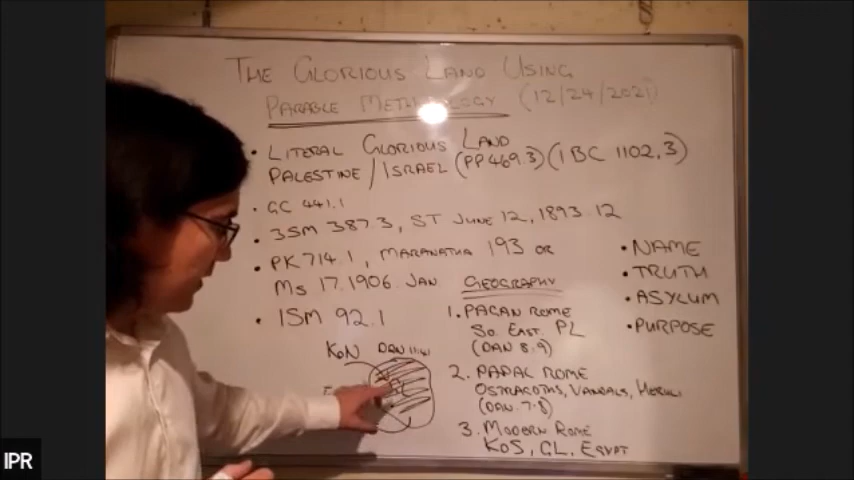 THE GLORIOUS LAND USING
PARABLE METHODOLOGY (12/24/2021)
• LITERAL GLORIOUS LAND
PALESTINE/ISRAEL (PP 469.3) (1BC 1102.3)
• GC 441.1
• 3SM 387.3, ST JUNE 12, 1893.12
• PK 714.1, MARANATHA 193 OR
MS 17.1906. JAN
• 1SM 92.1
KON DAN 11:41
GEOGRAPHY
1. PAGAN ROME
SO. EAST. PL
(DAN 8.9)
2. PAPAL ROME
OSTRAGOTHS, VANDALS, HERULI
(DAN 7.8)
3. MODERN ROME
KOS, GL, EGYPT
• NAME
• TRUTH
• ASYLUM
• PURPOSE
IPR